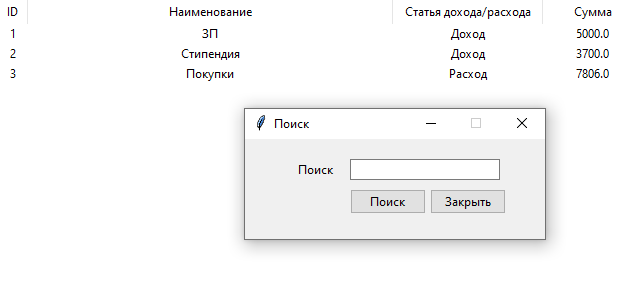 ID Наименование Статья дохода/расхода Сумма
1 ЗП Доход 5000.0
2 Стипендия Доход 3700.0
3 Покупки Расход 7806.0
Поиск
Поиск
Поиск Закрыть